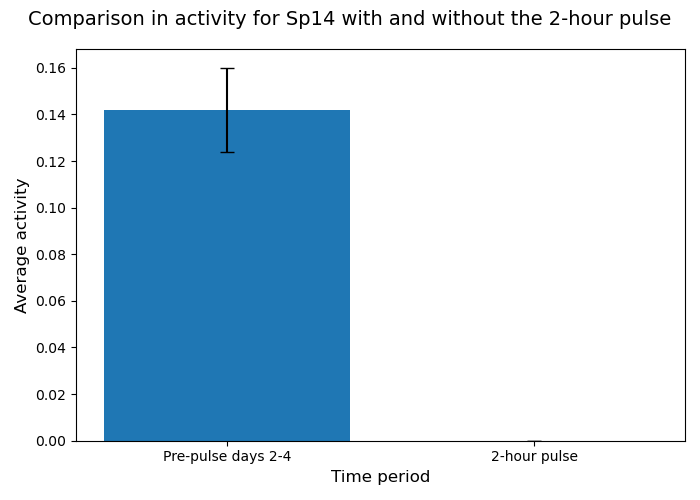 Comparison in activity for Sp14 with and without the 2-hour pulse
Average activity
0.16
0.14
0.12
0.10
0.08
0.06
0.04
0.02
0.00
Pre-pulse days 2-4
2-hour pulse
Time period